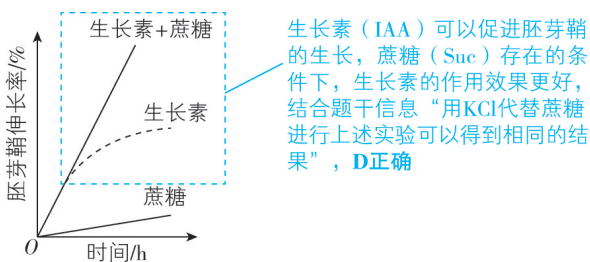 胚芽鞘伸长率/%
生长素+蔗糖
生长素
蔗糖
O
时间/h
生长素（IAA）可以促进胚芽鞘
的生长，蔗糖（Suc）存在的条
件下，生长素的作用效果更好，
结合题干信息“用KCl代替蔗糖
进行上述实验可以得到相同的结
果”，D正确